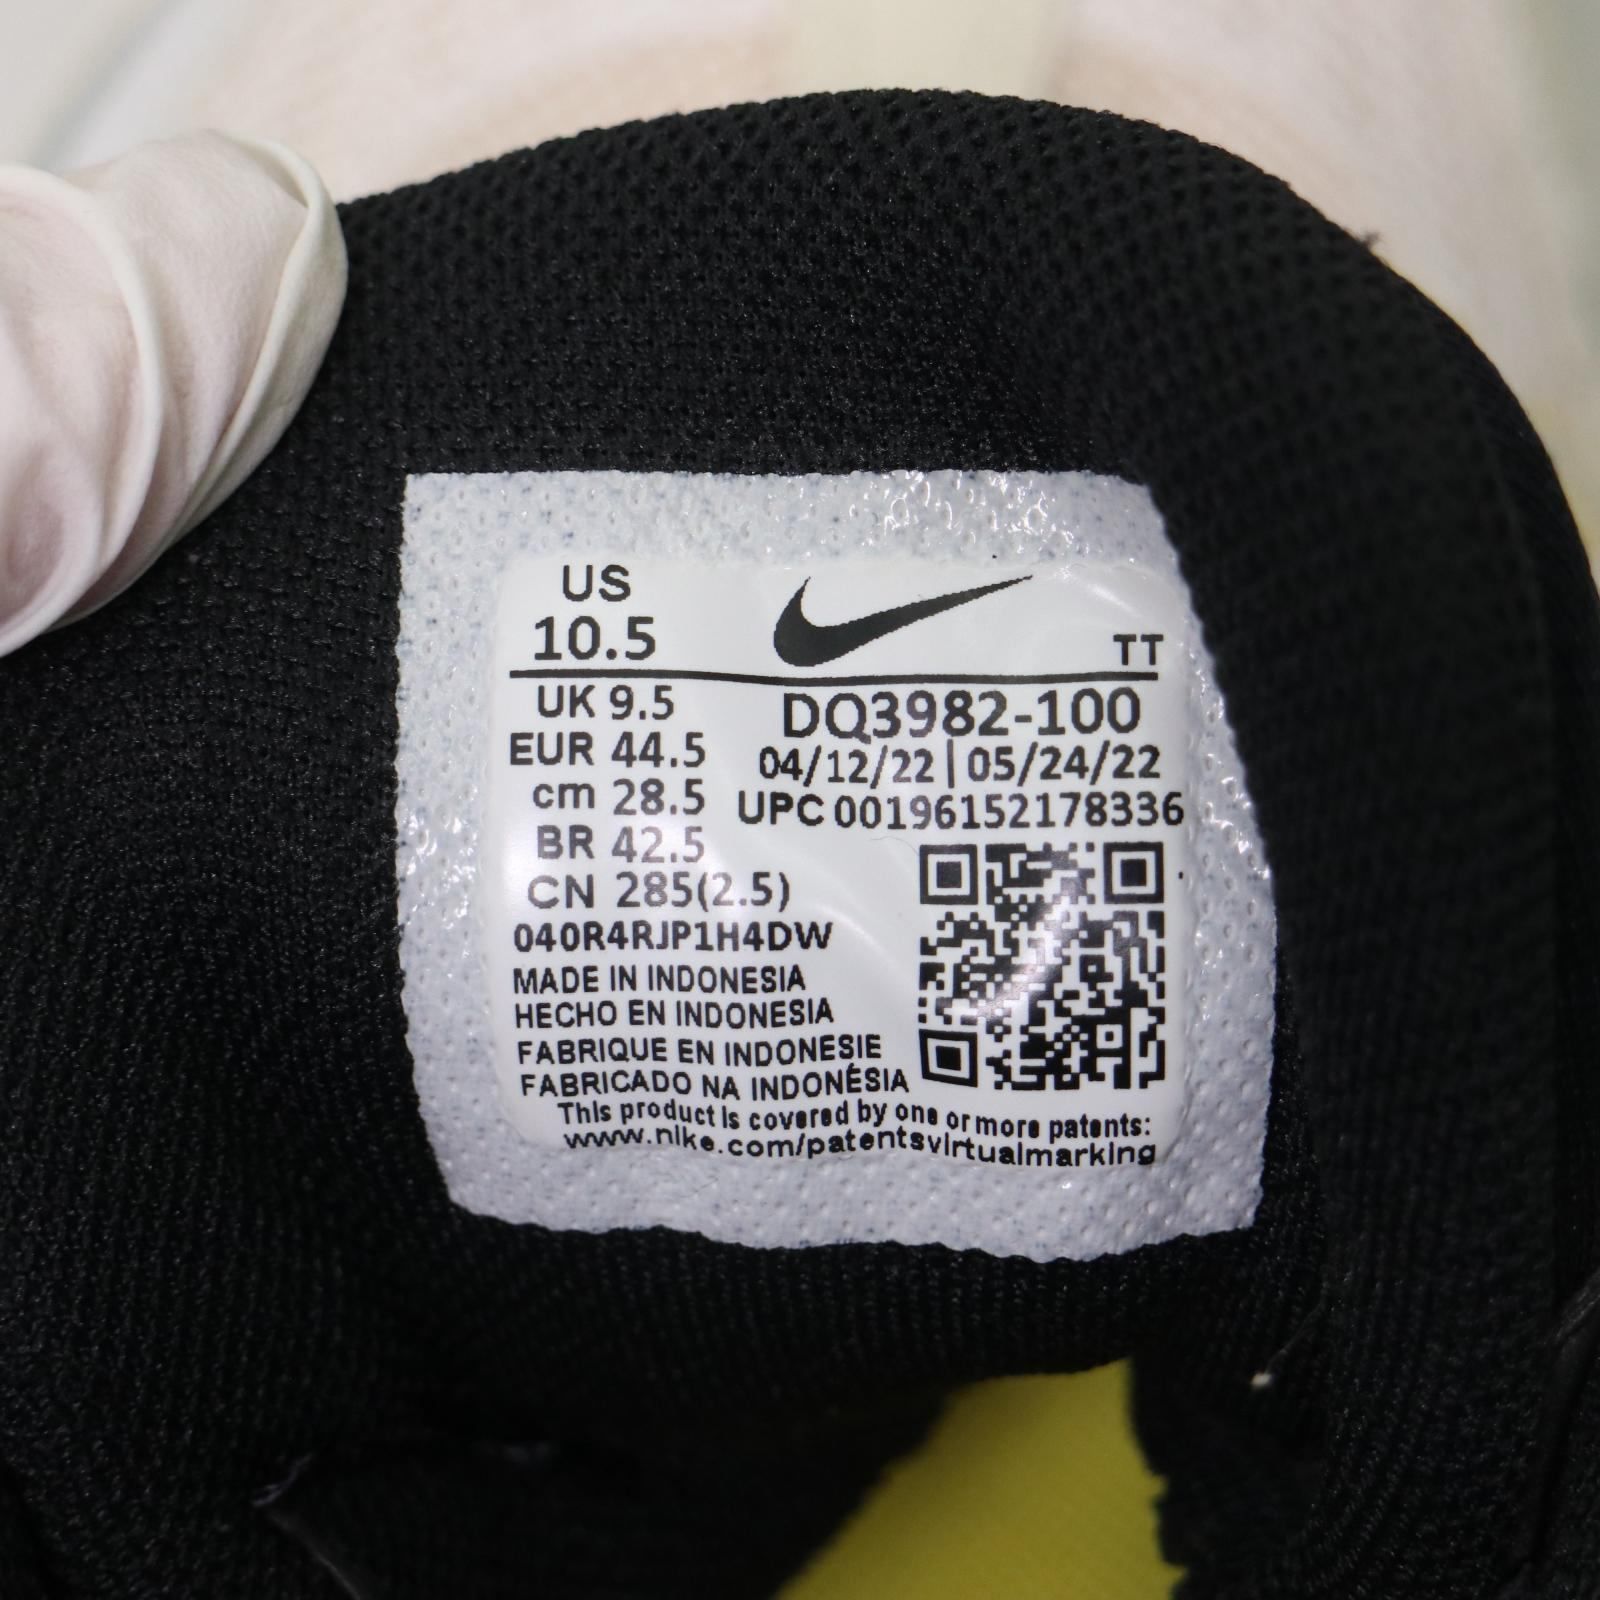 US
10.5
TT
UK 9.5
EUR 44.5
cm 28.5
BR 42.5
CN 285(2.5)
DQ3982-100
04/12/22|05/24/22
UPC 00196152178336
040R4RJP1H4DW
MADE IN INDONESIA
HECHO EN INDONESIA
FABRIQUE EN INDONESIE
FABRICADO NA INDONÉSIA
This product is covered by one or more patents:
www.nike.com/patentsvirtualmarking